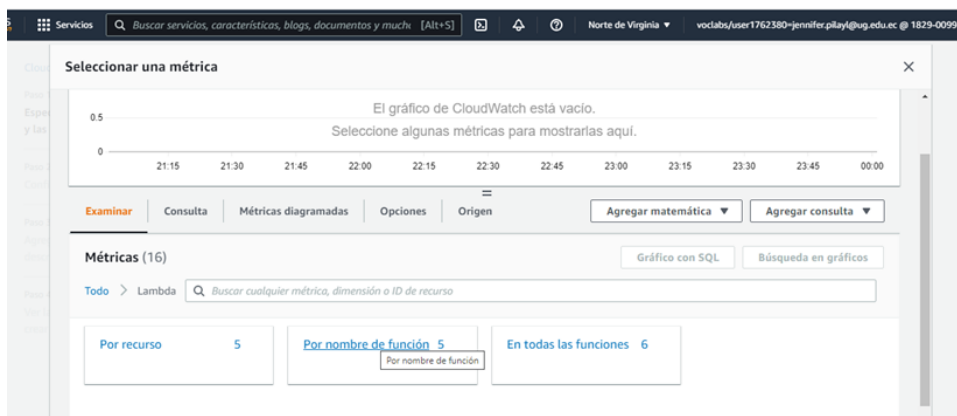 Servicios
Buscar servicios, características, blogs, documentos y mucho [Alt+S]
Norte de Virginia ▼
voclabs/user1762380=jennifer.pilayl@ug.edu.ec @ 1829-0099
Seleccionar una métrica
El gráfico de CloudWatch está vacío.
Seleccione algunas métricas para mostrarlas aquí.
0.5
0
21:15 21:30 21:45 22:00 22:15 22:30 22:45 23:00 23:15 23:30 23:45 00:00
Examinar Consulta Métricas diagramadas Opciones Origen
Agregar matemática ▼ Agregar consulta ▼
Métricas (16)
Gráfico con SQL Búsqueda en gráficos
Todo > Lambda
Buscar cualquier métrica, dimensión o ID de recurso
Por recurso 5
Por nombre de función 5
En todas las funciones 6
Por nombre de función